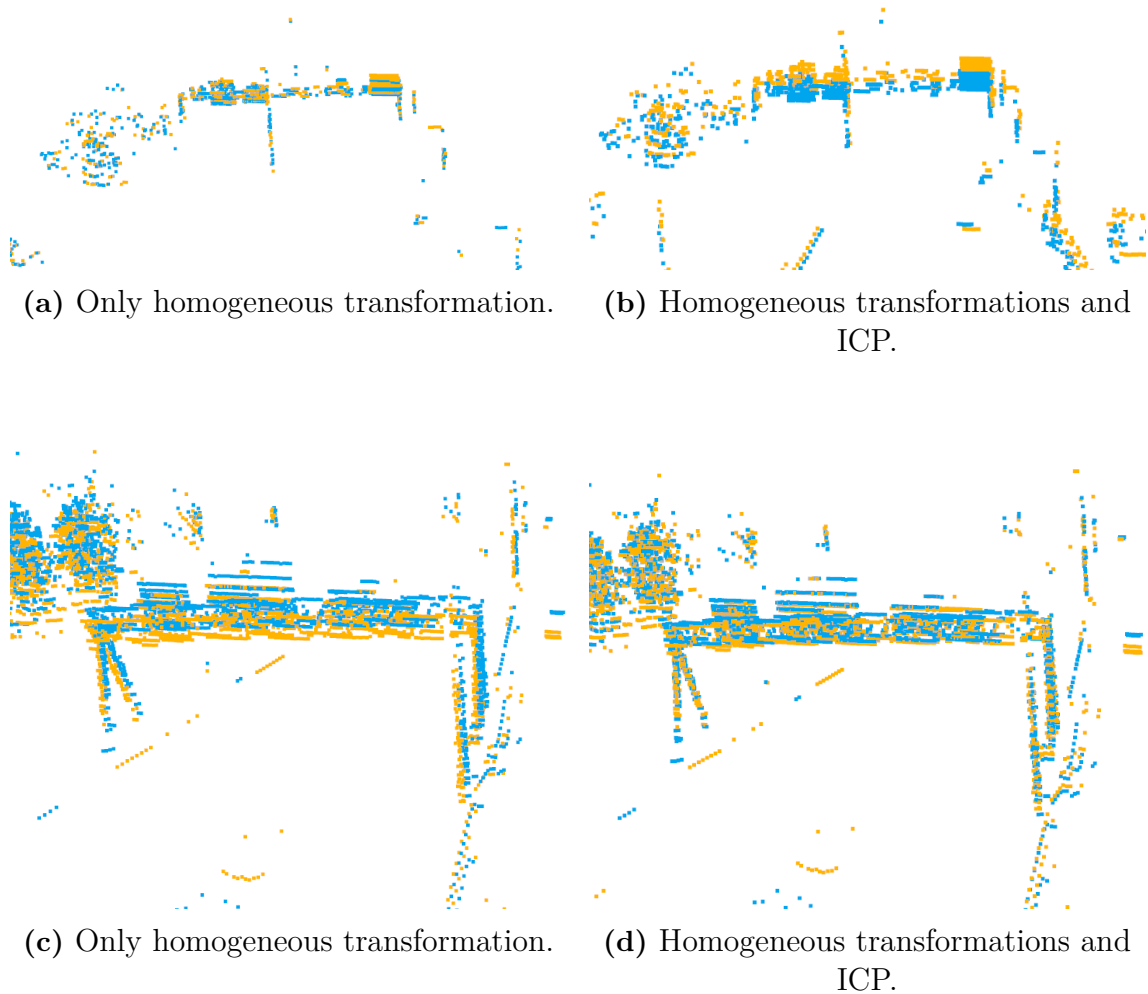 (a) Only homogeneous transformation.
(b) Homogeneous transformations and
ICP.
(c) Only homogeneous transformation.
(d) Homogeneous transformations and
ICP.